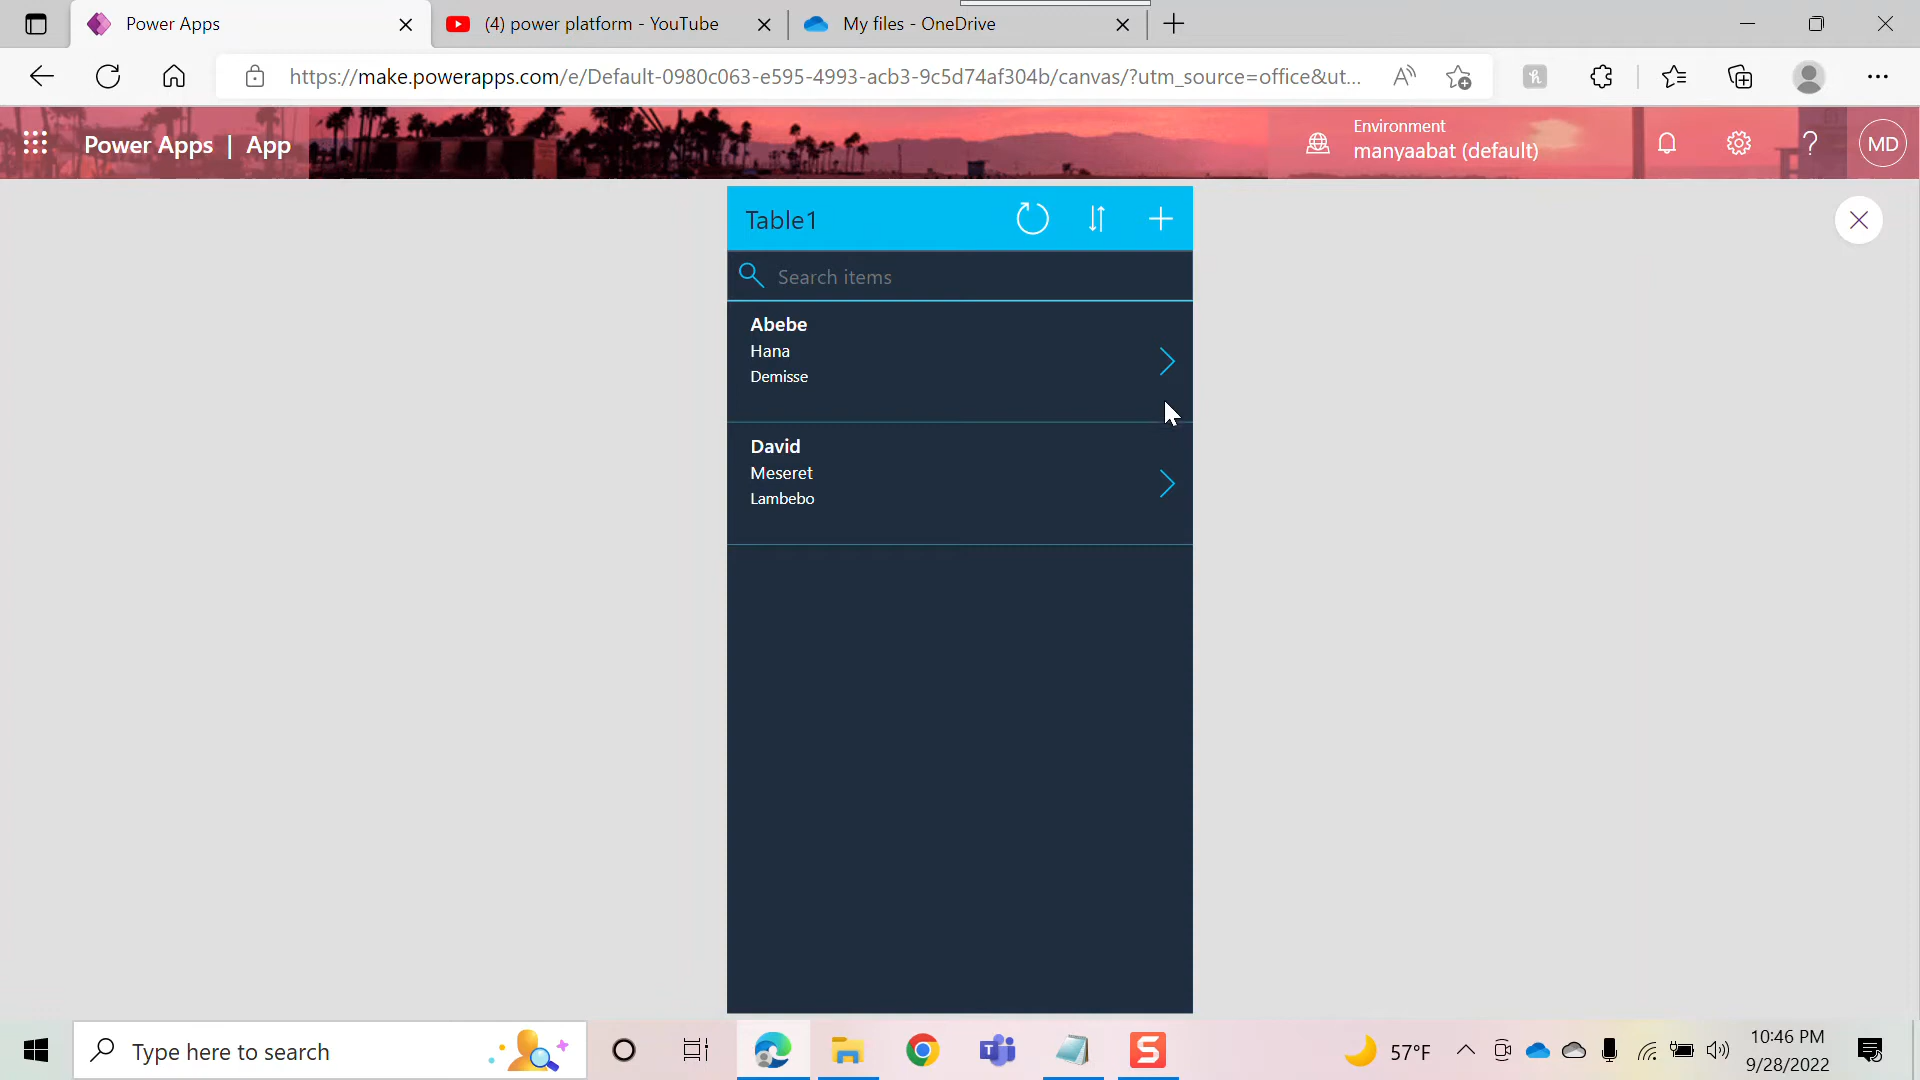 Power Apps
(4) power platform - YouTube
My files - OneDrive
https://make.powerapps.com/e/Default-0980c063-e595-4993-acb3-9c5d74af304b/canvas/?utm_source=office&ut...
Power Apps | App
Environment
manyaabat (default)
MD
Table1
Search items
Abebe
Hana
Demisse
David
Meseret
Lambebo
Type here to search
57°F
10:46 PM
9/28/2022